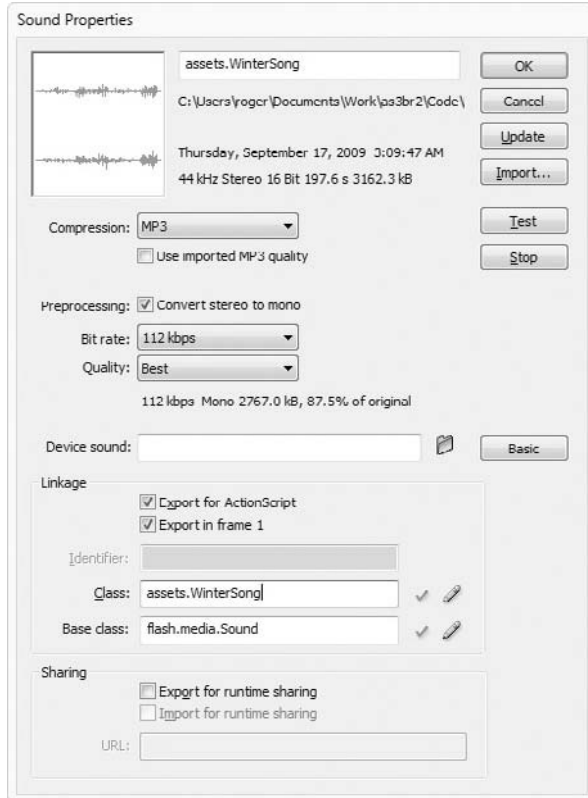 Sound Properties
assets.WinterSong
OK
C:\Users\roger\Documents\Work\as3br2\Code\
Cancel
Update
Thursday, September 17, 2009 3:09:47 AM
44 kHz Stereo 16 Bit 197.6 s 3162.3 kB
Import...
Compression: MP3
Test
Use imported MP3 quality
Stop
Preprocessing: Convert stereo to mono
Bit rate: 112 kbps
Quality: Best
112 kbps Mono 2767.0 kB, 87.5% of original
Device sound:
Basic
Linkage
Export for ActionScript
Export in frame 1
Identifier:
Class: assets.WinterSong
Base class: flash.media.Sound
Sharing
Export for runtime sharing
Import for runtime sharing
URL: